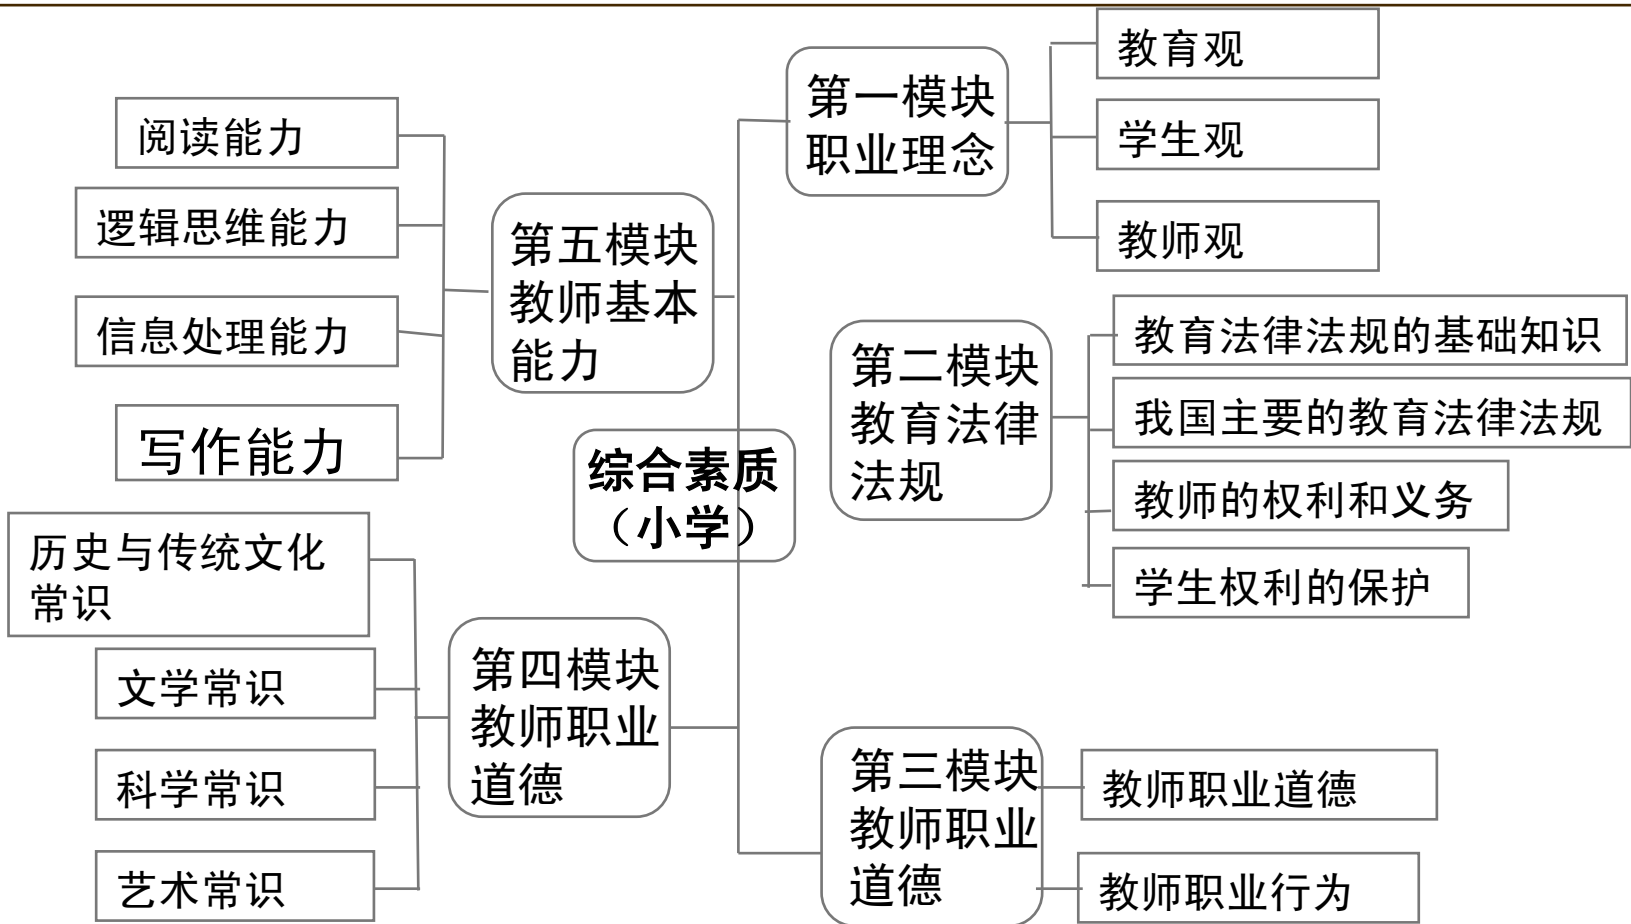 综合素质
（小学）
第一模块
职业理念
教育观
学生观
教师观
第二模块
教育法律
法规
教育法律法规的基础知识
我国主要的教育法律法规
教师的权利和义务
学生权利的保护
第三模块
教师职业
道德
教师职业道德
教师职业行为
第四模块
教师职业
道德
历史与传统文化
常识
文学常识
科学常识
艺术常识
第五模块
教师基本
能力
阅读能力
逻辑思维能力
信息处理能力
写作能力